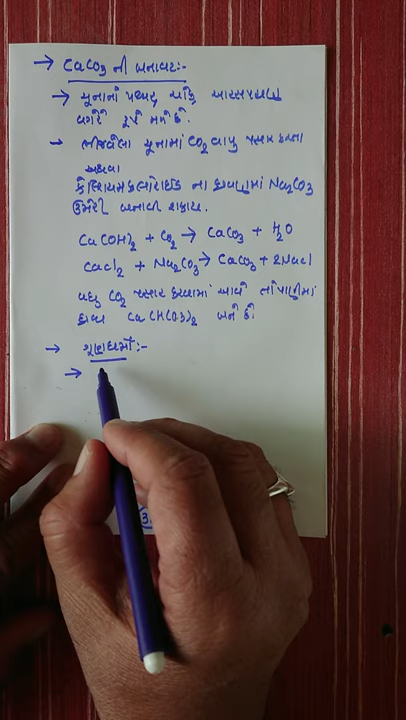 → CaCO3 ની બનાવટ:-
→ ચૂનાનો પથ્થર ચોક આરસપહાણ
વગેરે રૂપે મળે છે.
→ ભીંજવેલા ચૂનામાં CO2 વાયુ પસાર કરતા
અથવા
કેલ્શિયમક્લોરાઈડ ના દ્રાવણમાં Na2CO3
ઉમેરી બનાવી શકાય.
Ca(OH)2 + CO2 → CaCO3 + H2O
CaCl2 + Na2CO3 → CaCO3 + 2NaCl
વધુ CO2 પસાર કરવામાં આવે તો પાણીમાં
દ્રાવ્ય Ca(HCO3)2 બને છે.
→ ગુણધર્મો:-
→